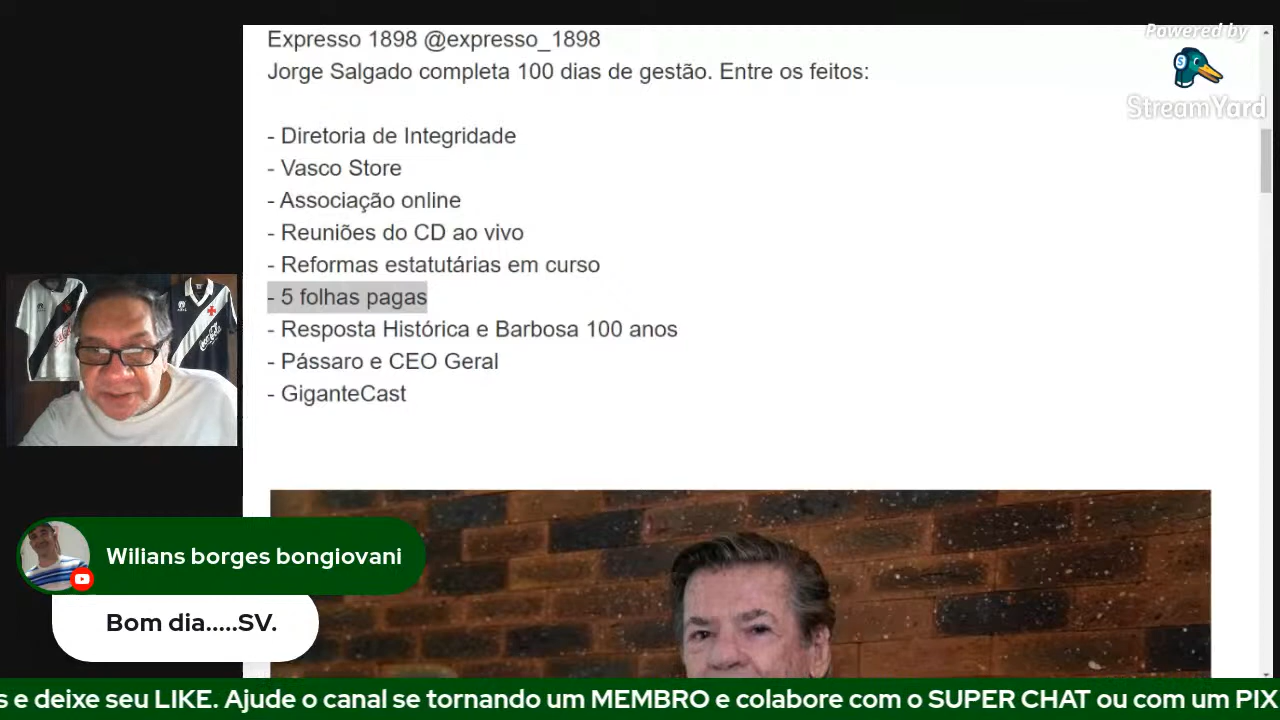 Expresso 1898 @expresso_1898
Jorge Salgado completa 100 dias de gestão. Entre os feitos:
- Diretoria de Integridade
- Vasco Store
- Associação online
- Reuniões do CD ao vivo
- Reformas estatutárias em curso
- 5 folhas pagas
- Resposta Histórica e Barbosa 100 anos
- Pássaro e CEO Geral
- GiganteCast
Powered by
StreamYard
Wilians borges bongiovani
Bom dia.....SV.
s e deixe seu LIKE. Ajude o canal se tornando um MEMBRO e colabore com o SUPER CHAT ou com um PIX